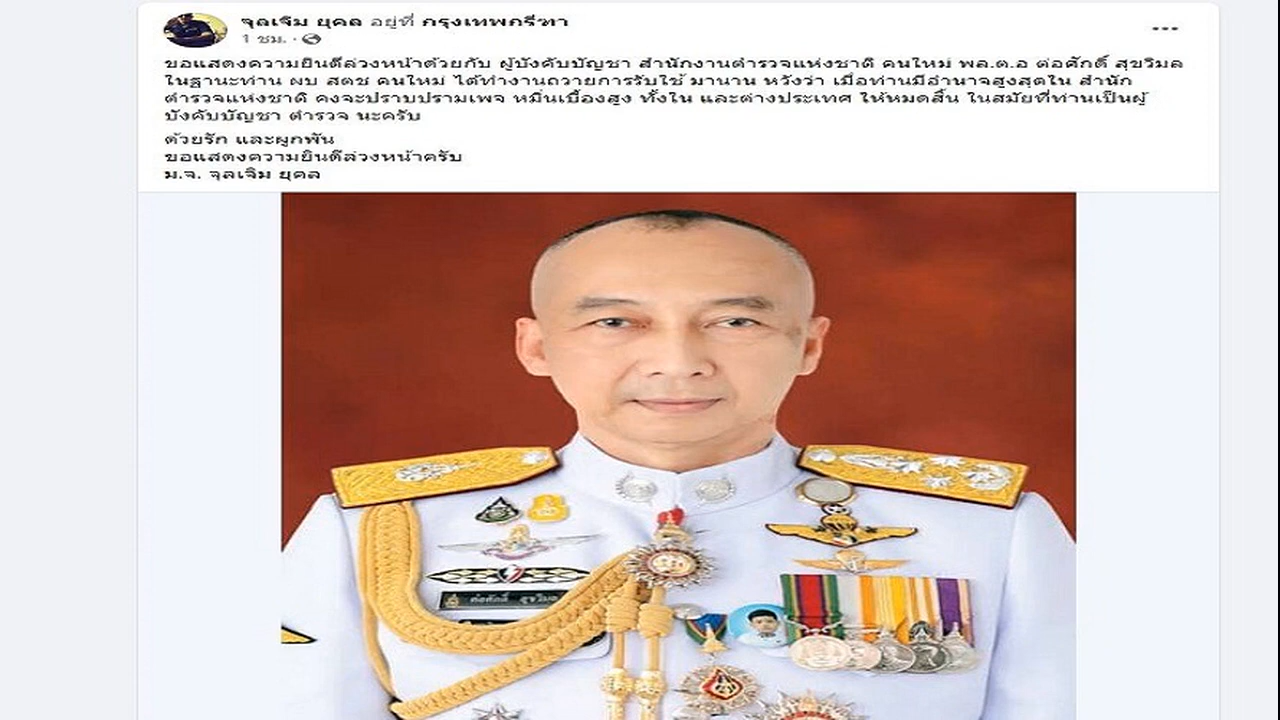 จุลเจิม ยุคล อยู่ที่ กรุงเทพกรีฑา
1 ชม. ·
ขอแสดงความยินดีล่วงหน้าด้วยกับ ผู้บังคับบัญชา สำนักงานตำรวจแห่งชาติ คนใหม่ พล.ต.อ ต่อศักดิ์ สุขวิมล
ในฐานะท่าน ผบ สตช คนใหม่ ได้ทำงานถวายการรับใช้ มานาน หวังว่า เมื่อท่านมีอำนาจสูงสุดใน สำนัก
ตำรวจแห่งชาติ คงจะปราบปรามเพจ หมิ่นเบื้องสูง ทั้งใน และต่างประเทศ ให้หมดสิ้น ในสมัยที่ท่านเป็นผู้
บังคับบัญชา ตำรวจ นะครับ
ด้วยรัก และผูกพัน
ขอแสดงความยินดีล่วงหน้าครับ
ม.จ. จุลเจิม ยุคล
ต่อศักดิ์ สุขวิมล